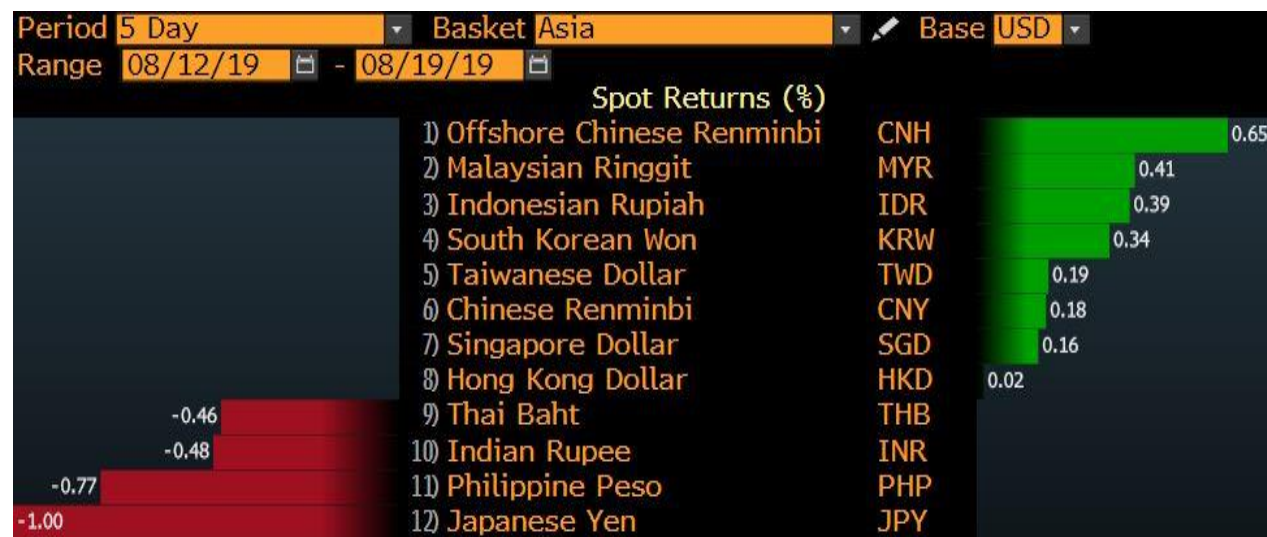 Period 5 Day Basket Asia Base USD
Range 08/12/19 - 08/19/19
Spot Returns (%)
1) Offshore Chinese Renminbi CNH 0.65
2) Malaysian Ringgit MYR 0.41
3) Indonesian Rupiah IDR 0.39
4) South Korean Won KRW 0.34
5) Taiwanese Dollar TWD 0.19
6) Chinese Renminbi CNY 0.18
7) Singapore Dollar SGD 0.16
8) Hong Kong Dollar HKD 0.02
-0.46 9) Thai Baht THB
-0.48 10) Indian Rupee INR
-0.77 11) Philippine Peso PHP
-1.00 12) Japanese Yen JPY